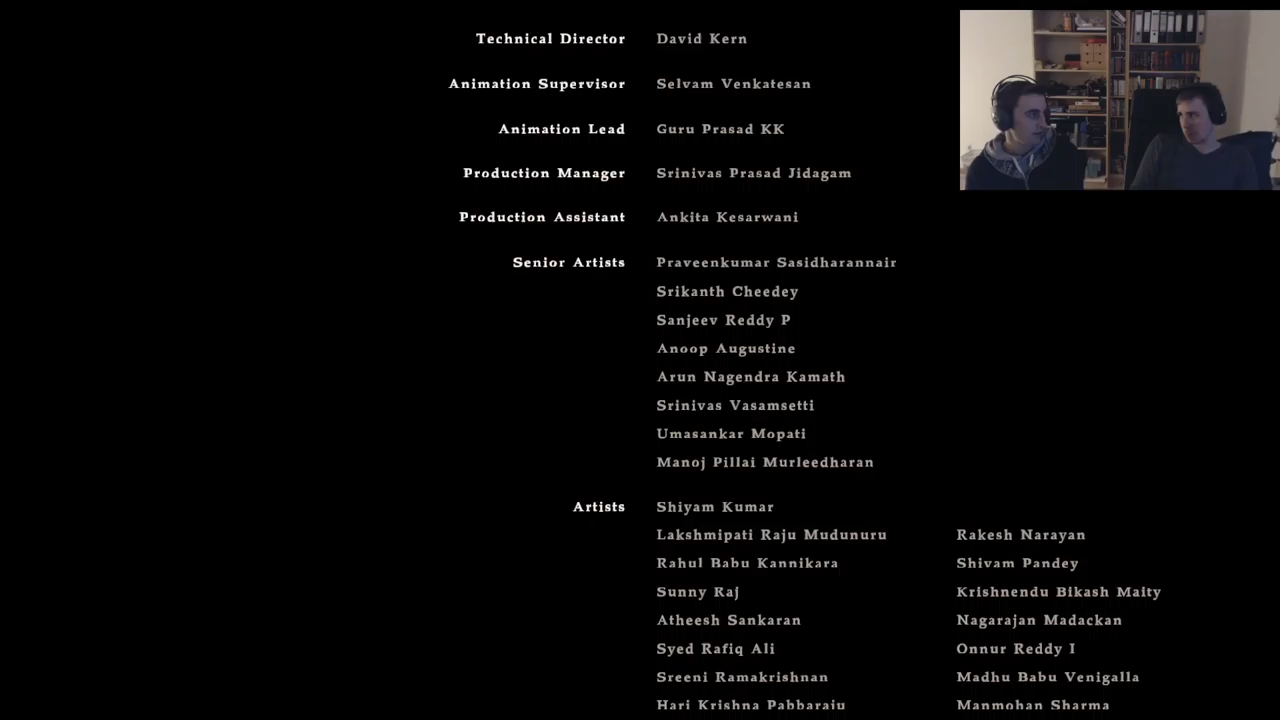 Technical Director David Kern
Animation Supervisor Selvam Venkatesan
Animation Lead Guru Prasad KK
Production Manager Srinivas Prasad Jidagam
Production Assistant Ankita Kesarwani
Senior Artists Praveenkumar Sasidharannair
Srikanth Cheedey
Sanjeev Reddy P
Anoop Augustine
Arun Nagendra Kamath
Srinivas Vasamsetti
Umasankar Mopati
Manoj Pillai Murleedharan
Artists Shiyam Kumar
Lakshmipati Raju Mudunuru Rakesh Narayan
Rahul Babu Kannikara Shivam Pandey
Sunny Raj Krishnendu Bikash Maity
Atheesh Sankaran Nagarajan Madackan
Syed Rafiq Ali Onnur Reddy I
Sreeni Ramakrishnan Madhu Babu Venigalla
Hari Krishna Pabbaraju Manmohan Sharma